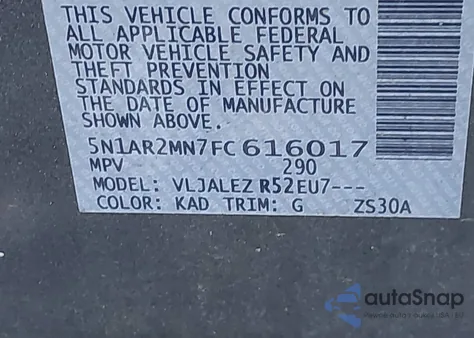 THIS VEHICLE CONFORMS TO
ALL APPLICABLE FEDERAL
MOTOR VEHICLE SAFETY AND
THEFT PREVENTION
STANDARDS IN EFFECT ON
THE DATE OF MANUFACTURE
SHOWN ABOVE.
5N1AR2MN7FC616017
MPV 290
MODEL: VLJALEZ R52EU7---
COLOR: KAD TRIM: G ZS30A
autoSnap